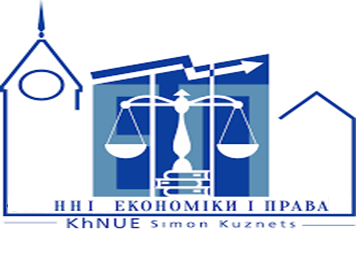 ННІ ЕКОНОМІКИ І ПРАВА
KhNUE Simon Kuznets